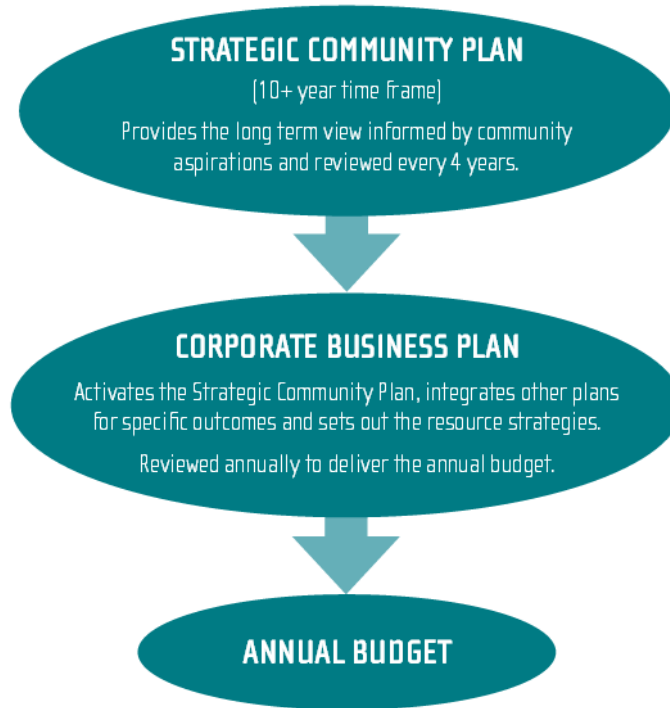 STRATEGIC COMMUNITY PLAN
(10+ year time frame)
Provides the long term view informed by community
aspirations and reviewed every 4 years.
CORPORATE BUSINESS PLAN
Activates the Strategic Community Plan, integrates other plans
for specific outcomes and sets out the resource strategies.
Reviewed annually to deliver the annual budget.
ANNUAL BUDGET